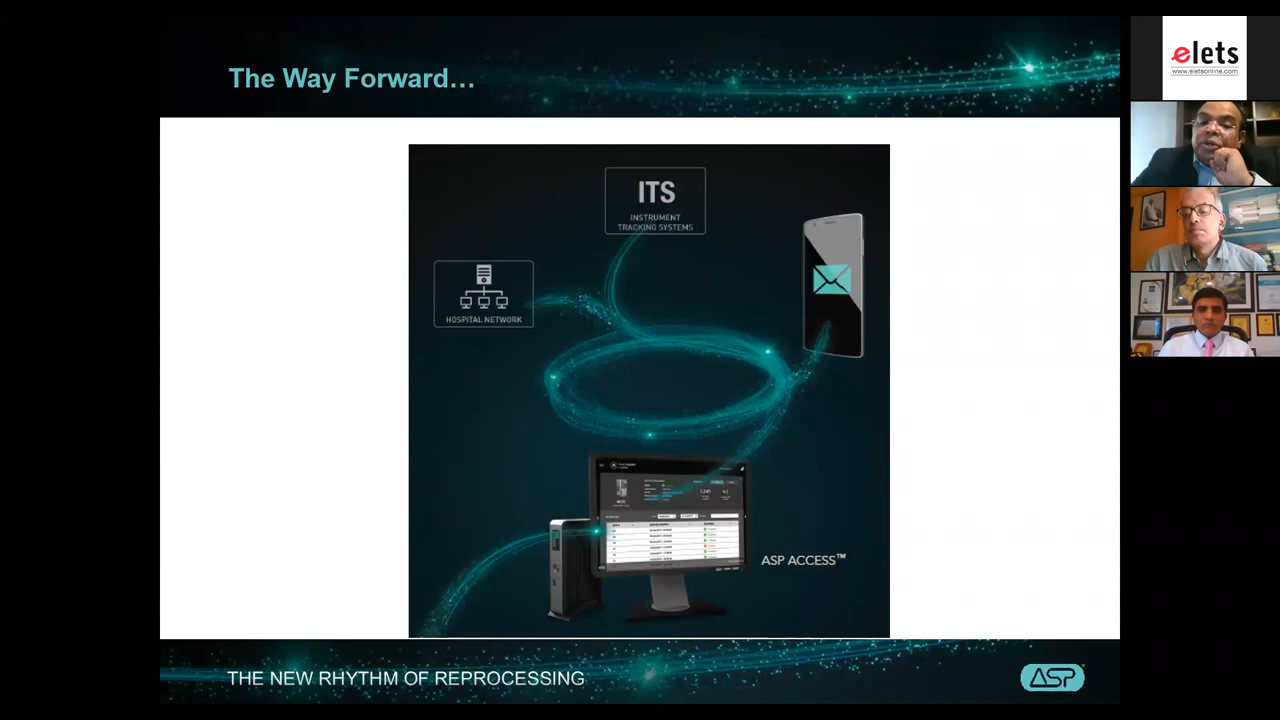 The Way Forward...
elets
www.eletsonline.com
ITS
INSTRUMENT
TRACKING SYSTEMS
HOSPITAL NETWORK
ASP ACCESS™
THE NEW RHYTHM OF REPROCESSING
ASP